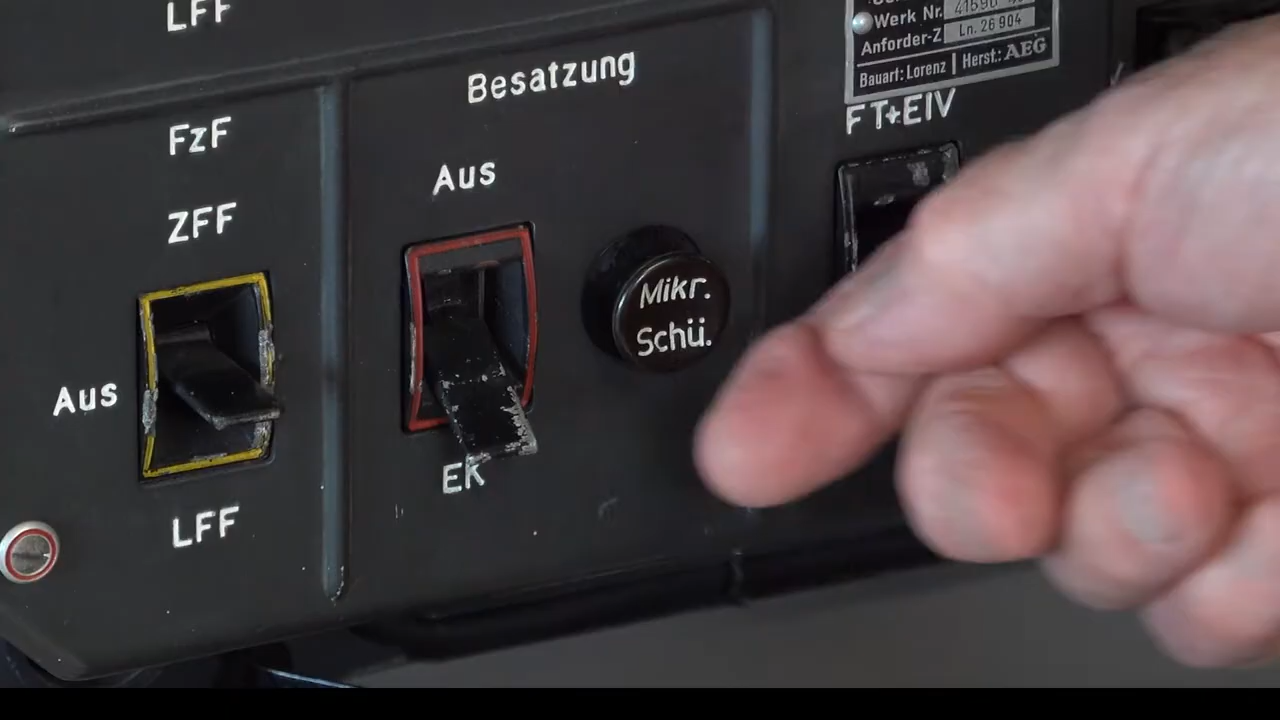 LFF
FzF
ZFF
Aus
LFF
Besatzung
Aus
EK
Mikr.
Schü.
Werk Nr.
Anforder-Z Ln. 26 904
Bauart: Lorenz | Herst.: AEG
FT+EIV